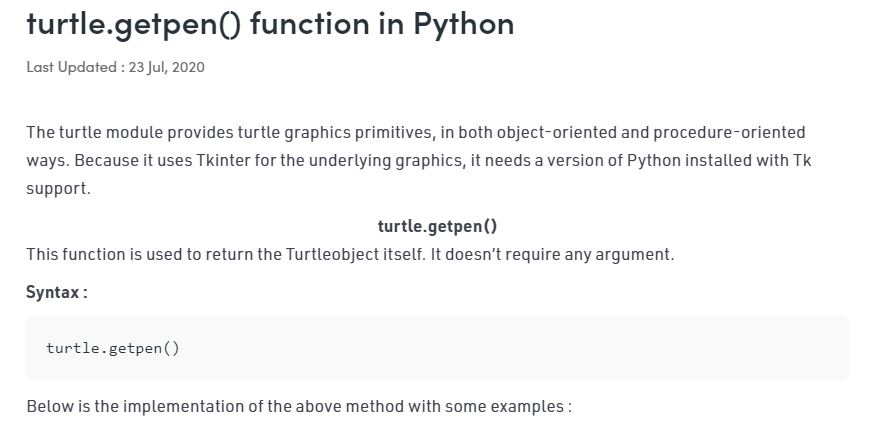 turtle.getpen() function in Python
Last Updated : 23 Jul, 2020
The turtle module provides turtle graphics primitives, in both object-oriented and procedure-oriented
ways. Because it uses Tkinter for the underlying graphics, it needs a version of Python installed with Tk
support.
turtle.getpen()
This function is used to return the Turtleobject itself. It doesn’t require any argument.
Syntax :
turtle.getpen()
Below is the implementation of the above method with some examples :